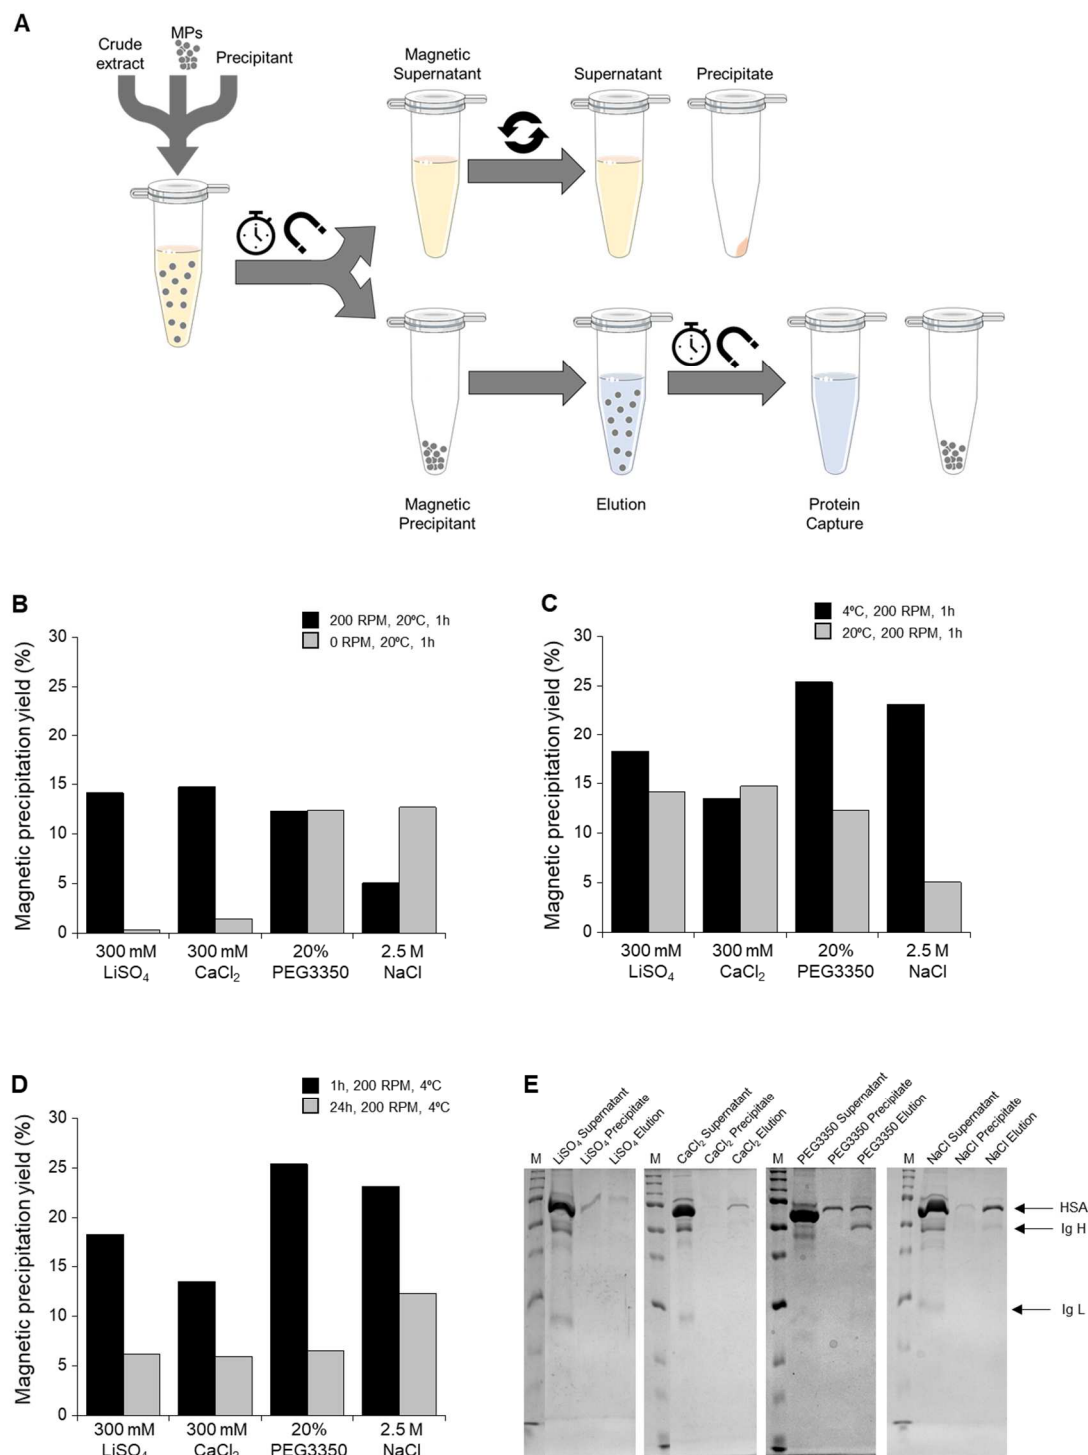 A
Crude
extract
MPs
Precipitant
Magnetic
Supernatant
Supernatant
Precipitate
Magnetic
Precipitant
Elution
Protein
Capture
B
200 RPM, 20ºC, 1h
0 RPM, 20ºC, 1h
Magnetic precipitation yield (%)
30
25
20
15
10
5
0
300 mM
LiSO₄
300 mM
CaCl₂
20%
PEG3350
2.5 M
NaCl
C
4ºC, 200 RPM, 1h
20ºC, 200 RPM, 1h
Magnetic precipitation yield (%)
30
25
20
15
10
5
0
300 mM
LiSO₄
300 mM
CaCl₂
20%
PEG3350
2.5 M
NaCl
D
1h, 200 RPM, 4ºC
24h, 200 RPM, 4ºC
Magnetic precipitation yield (%)
30
25
20
15
10
5
0
300 mM
LiSO₄
300 mM
CaCl₂
20%
PEG3350
2.5 M
NaCl
E
M
LiSO₄ Supernatant
LiSO₄ Precipitate
LiSO₄ Elution
M
CaCl₂ Supernatant
CaCl₂ Precipitate
CaCl₂ Elution
M
PEG3350 Supernatant
PEG3350 Precipitate
PEG3350 Elution
M
NaCl Supernatant
NaCl Precipitate
NaCl Elution
HSA
Ig H
Ig L